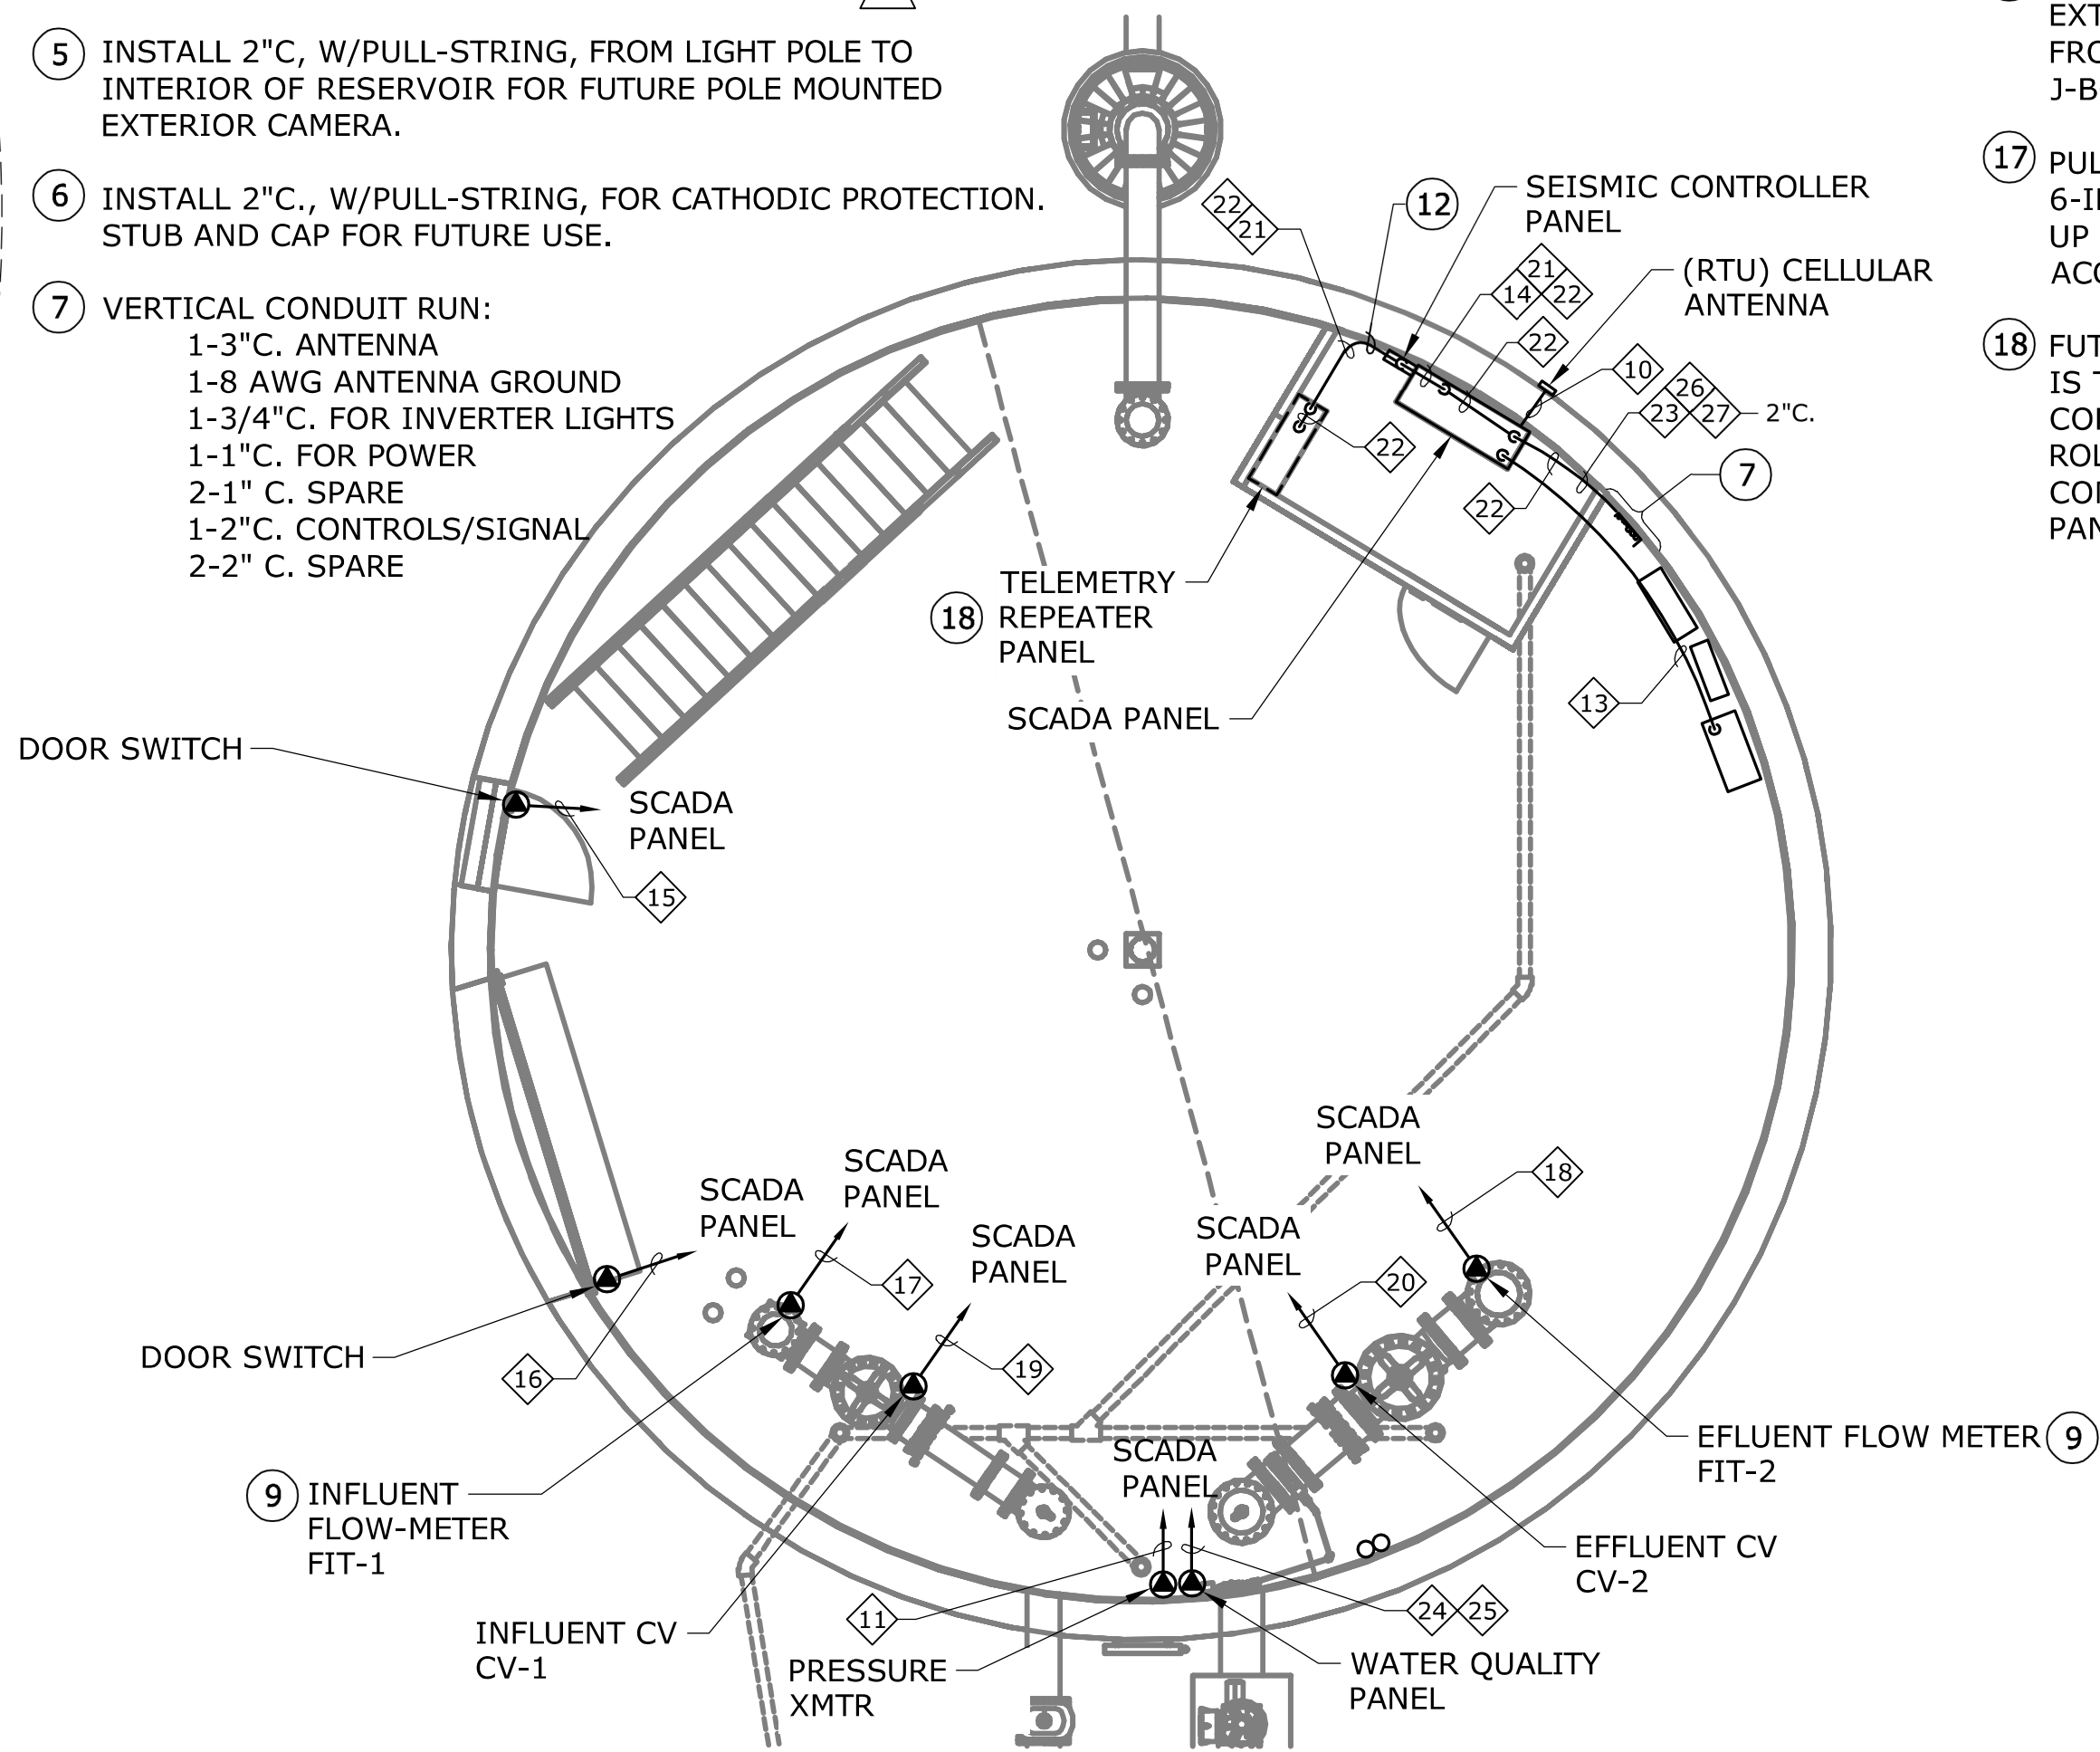 5 INSTALL 2"C, W/PULL-STRING, FROM LIGHT POLE TO
INTERIOR OF RESERVOIR FOR FUTURE POLE MOUNTED
EXTERIOR CAMERA.
6 INSTALL 2"C., W/PULL-STRING, FOR CATHODIC PROTECTION.
STUB AND CAP FOR FUTURE USE.
7 VERTICAL CONDUIT RUN:
1-3"C. ANTENNA
1-8 AWG ANTENNA GROUND
1-3/4"C. FOR INVERTER LIGHTS
1-1"C. FOR POWER
2-1" C. SPARE
1-2"C. CONTROLS/SIGNAL
2-2" C. SPARE
22
21
12
SEISMIC CONTROLLER
PANEL
21
14 22
(RTU) CELLULAR
ANTENNA
22
10
26
23 27 2"C.
22
7
22
TELEMETRY
18 REPEATER
PANEL
SCADA PANEL
13
DOOR SWITCH
SCADA
PANEL
15
SCADA
PANEL
18
SCADA
PANEL
SCADA
PANEL
17
SCADA
PANEL
19
SCADA
PANEL
20
DOOR SWITCH
16
9 INFLUENT
FLOW-METER
FIT-1
SCADA
PANEL
EFLUENT FLOW METER 9
FIT-2
EFFLUENT CV
CV-2
INFLUENT CV
CV-1
11
24 25
PRESSURE
XMTR
WATER QUALITY
PANEL
FRO
J-B
17 PUL
UP
18 FUT
IS T
PAN